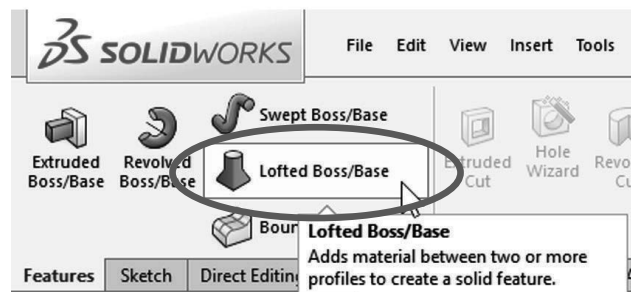 SOLIDWORKS
File Edit View Insert Tools
Swept Boss/Base
Extruded Boss/Base
Revolved Boss/Base
Lofted Boss/Base
Extruded Cut
Hole Wizard
Lofted Boss/Base
Adds material between two or more
profiles to create a solid feature.
Features Sketch Direct Editing